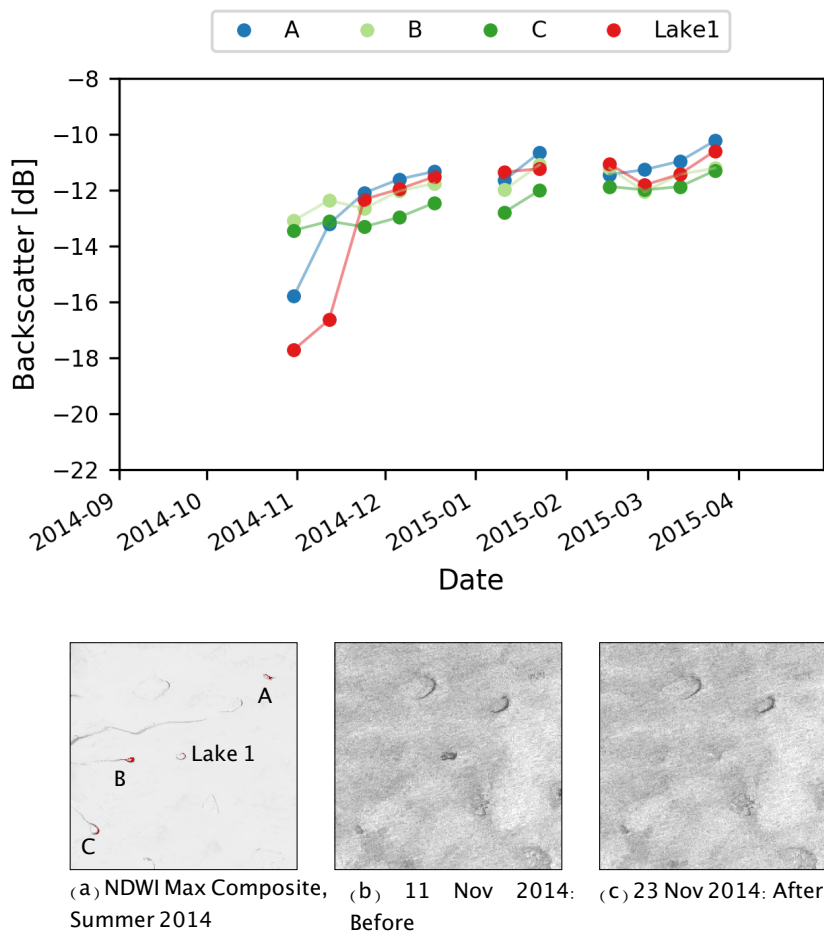 A B C Lake1
−8
−10
−12
−14
−16
−18
−20
−22
Backscatter [dB]
2014-09 2014-10 2014-11 2014-12 2015-01 2015-02 2015-03 2015-04
Date
A
Lake 1
B
C
(a) NDWI Max Composite,
Summer 2014
(b) 11 Nov 2014:
Before
(c) 23 Nov 2014: After